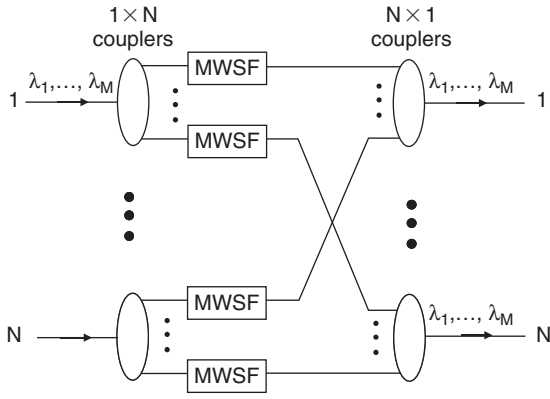 1 × N
couplers
N × 1
couplers
MWSF
λ1,..., λM
λ1,..., λM
1
1
MWSF
MWSF
λ1,..., λM
N
N
MWSF